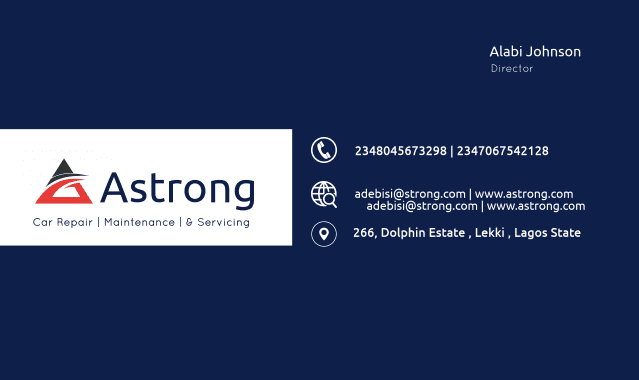 Alabi Johnson
Director
2348045673298 | 2347067542128
Astrong
Car Repair | Maintenance | & Servicing
adebisi@strong.com | www.astrong.com
adebisi@strong.com | www.astrong.com
266, Dolphin Estate , Lekki , Lagos State